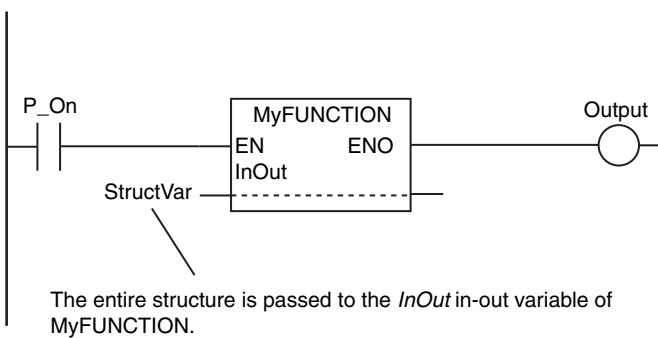 P_On
MyFUNCTION
Output
EN
ENO
InOut
StructVar
The entire structure is passed to the InOut in-out variable of
MyFUNCTION.